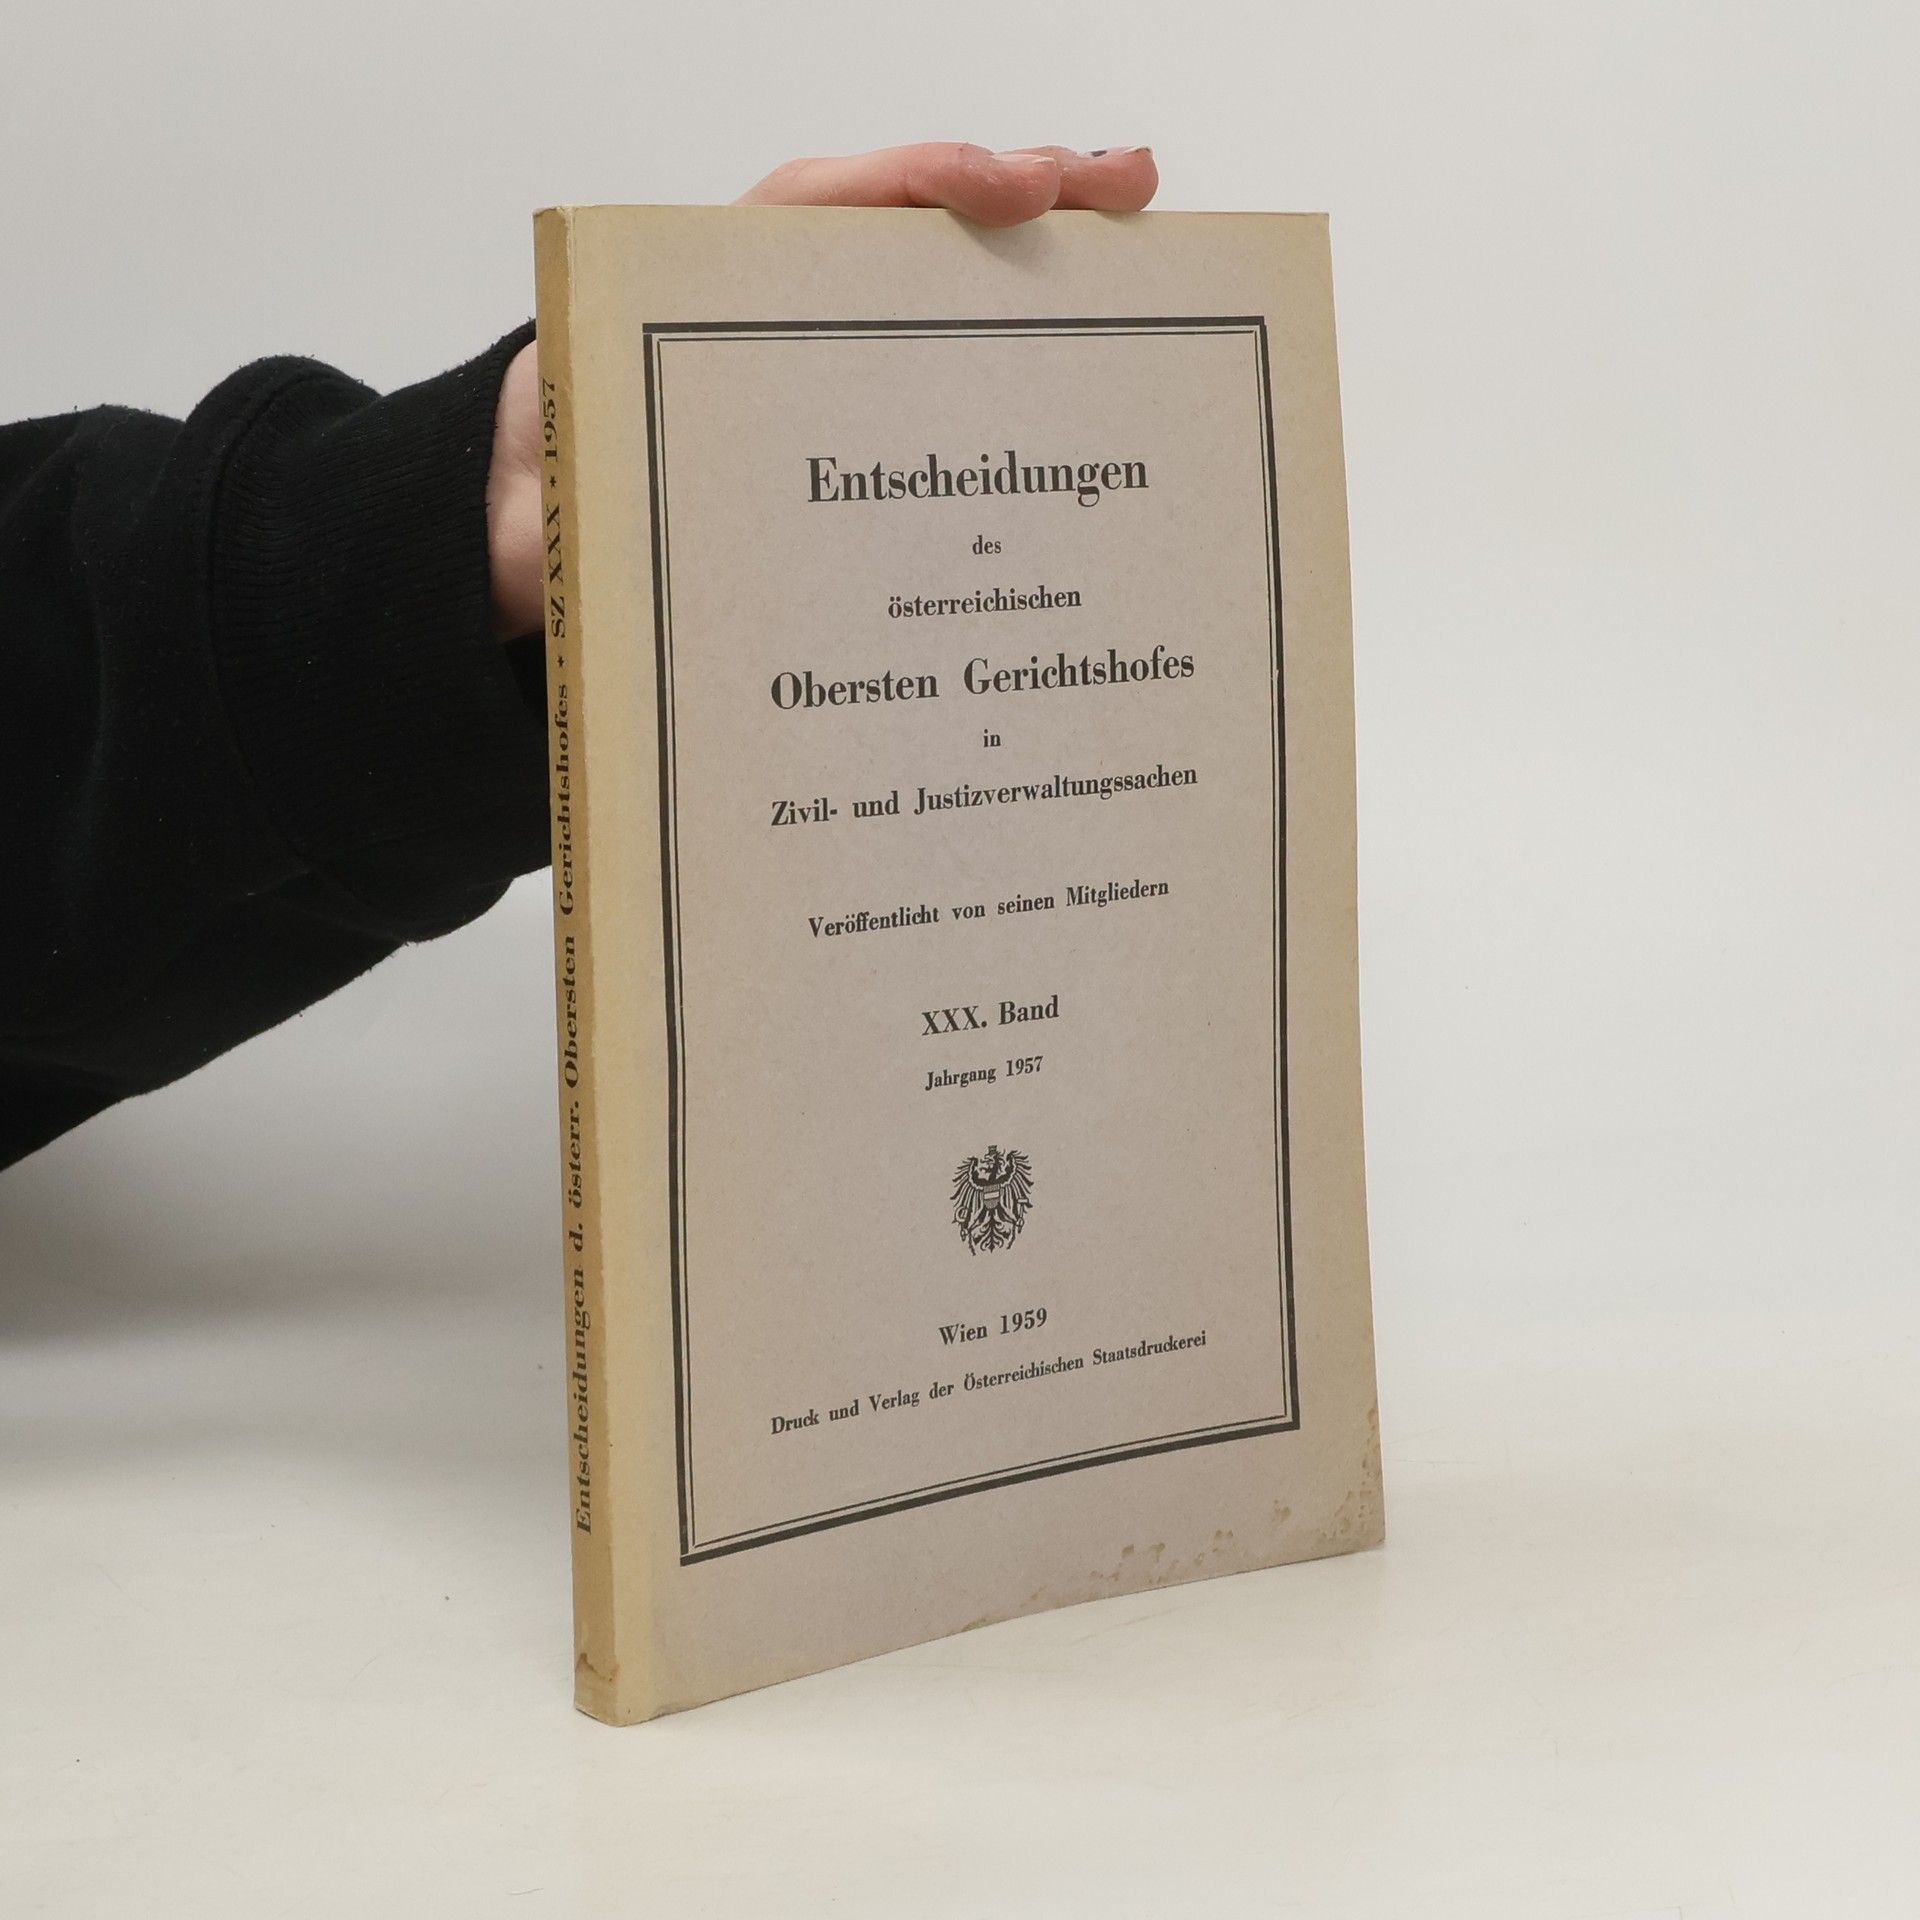 Entscheidungen
des
österreichischen
Obersten Gerichtshofes
in
Zivil- und Justizverwaltungssachen
Veröffentlicht von seinen Mitgliedern
XXX. Band
Jahrgang 1957
Wien 1959
Druck und Verlag der Österreichischen Staatsdruckerei
Entscheidungen d. österr. Obersten Gerichtshofes * SZ XXX * 1957